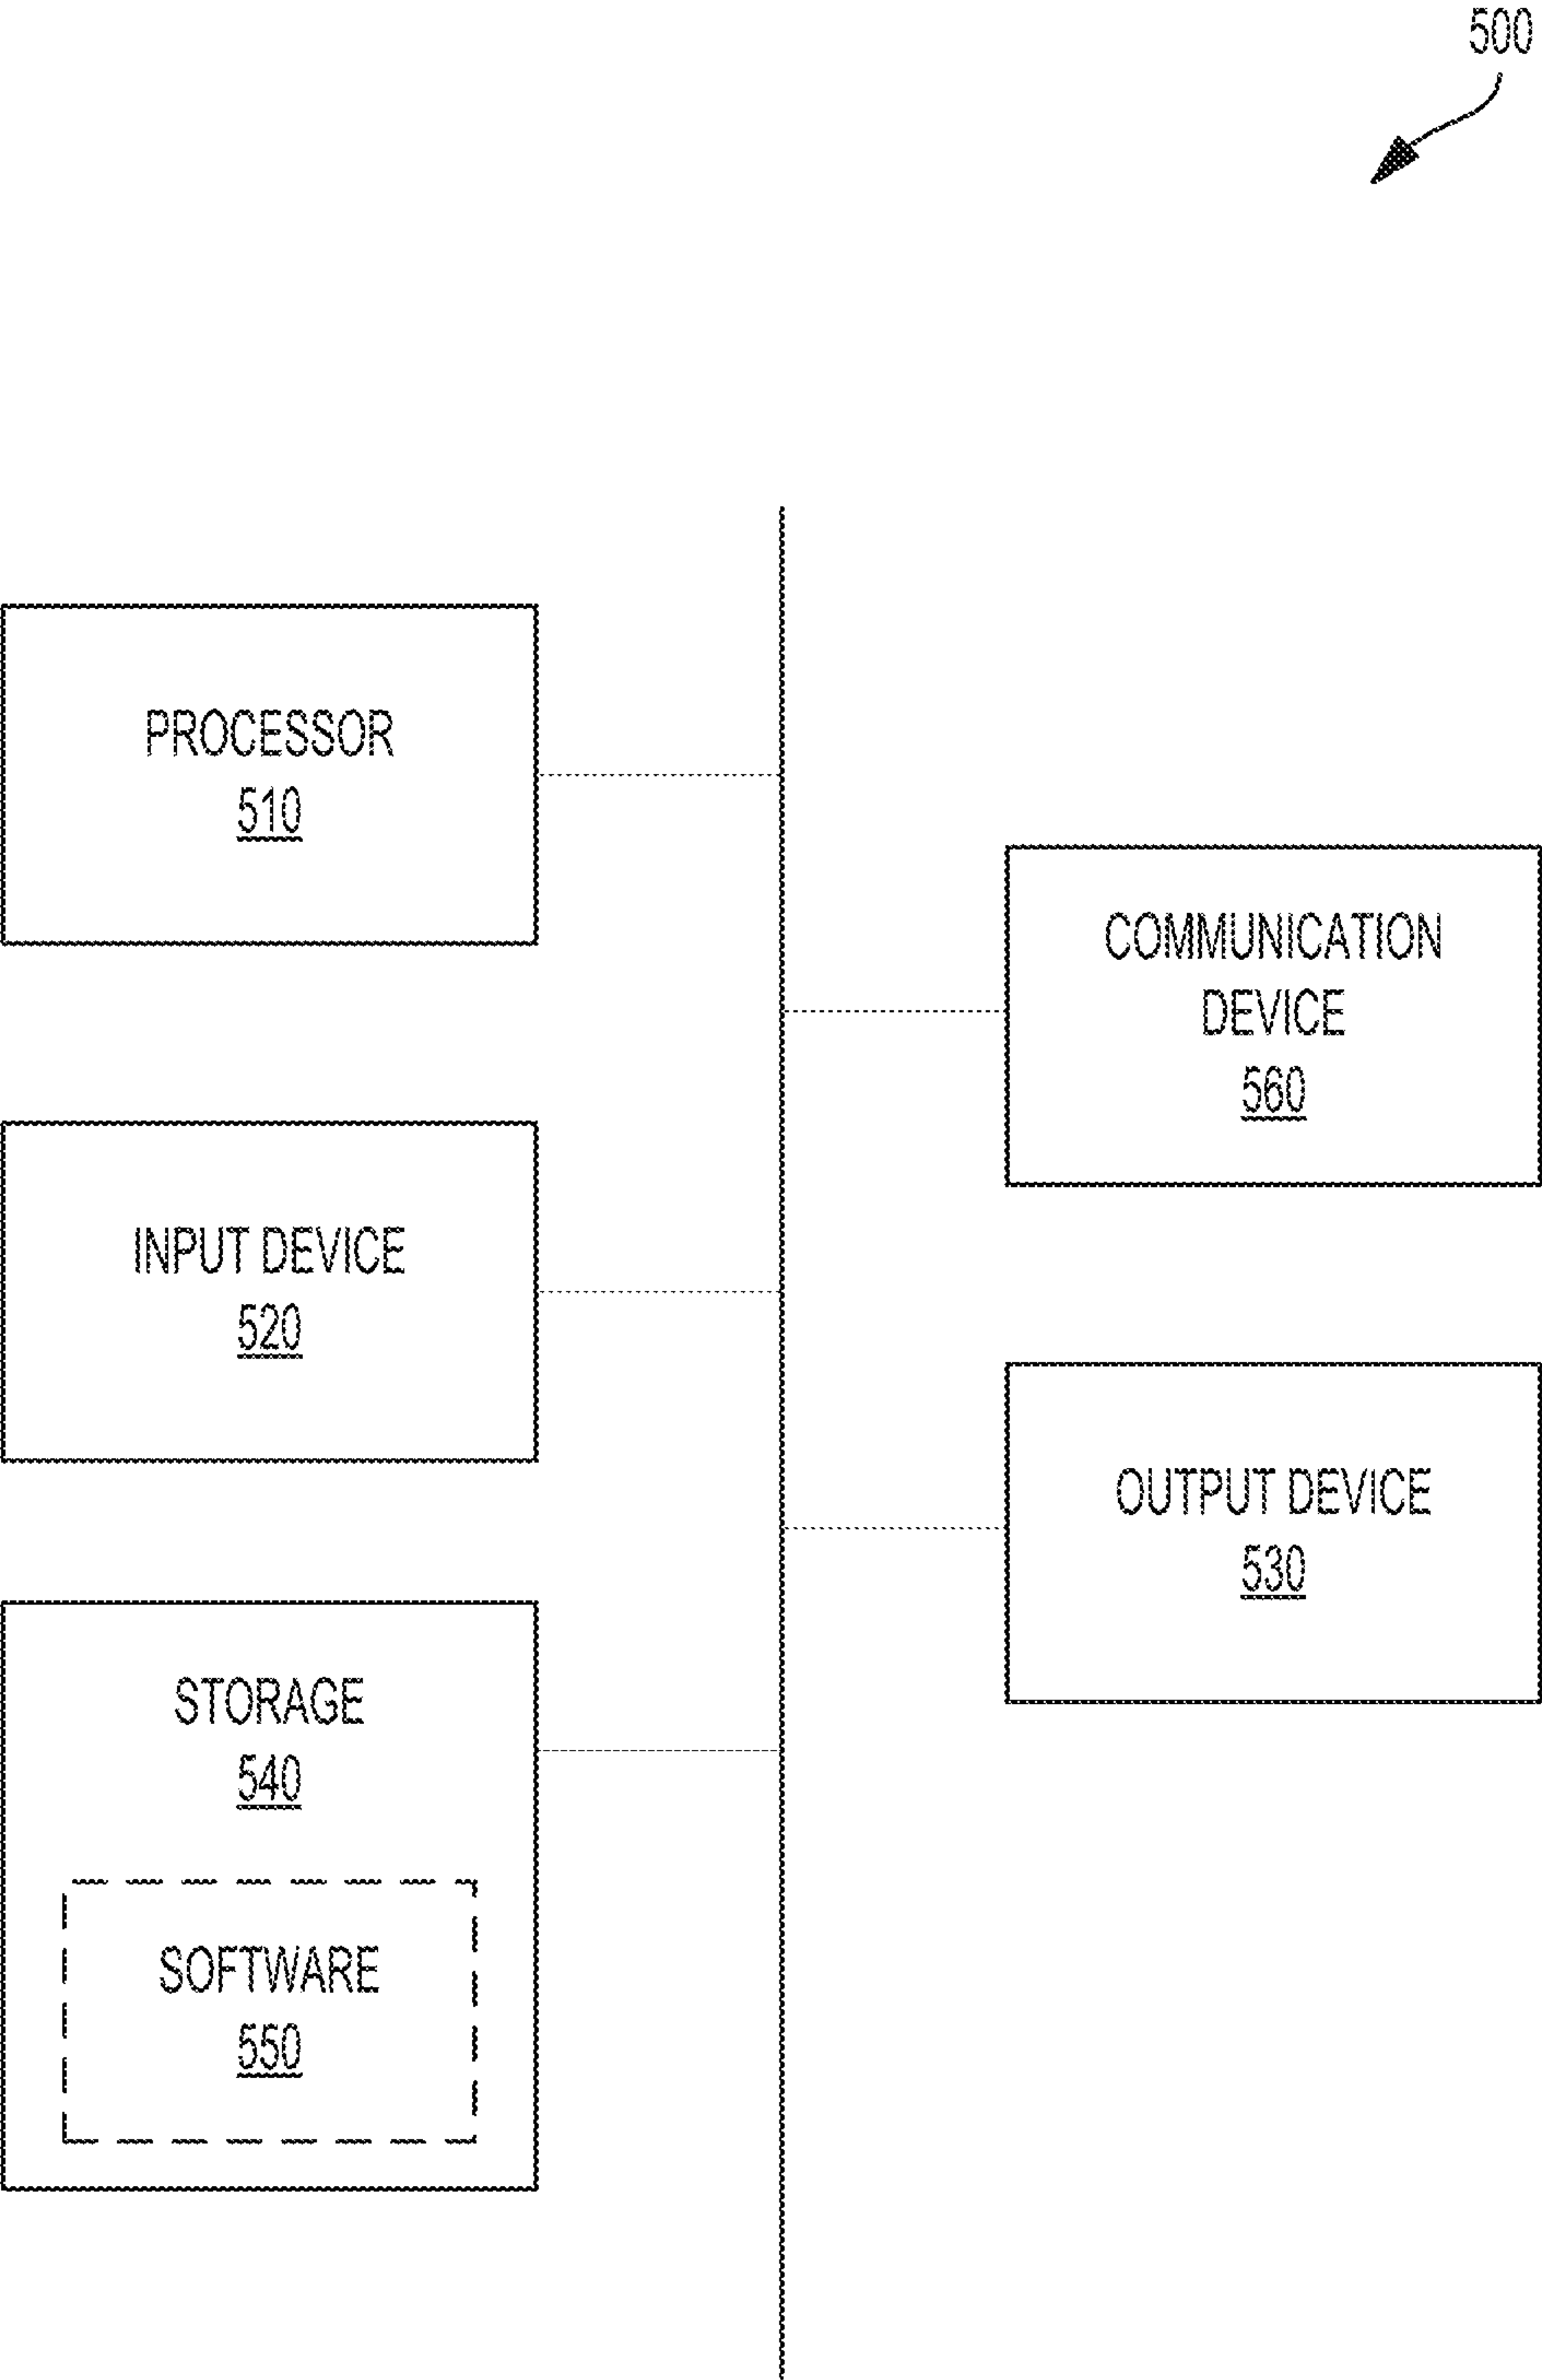 500
PROCESSOR
510
COMMUNICATION
DEVICE
560
INPUT DEVICE
520
OUTPUT DEVICE
530
STORAGE
540
SOFTWARE
550